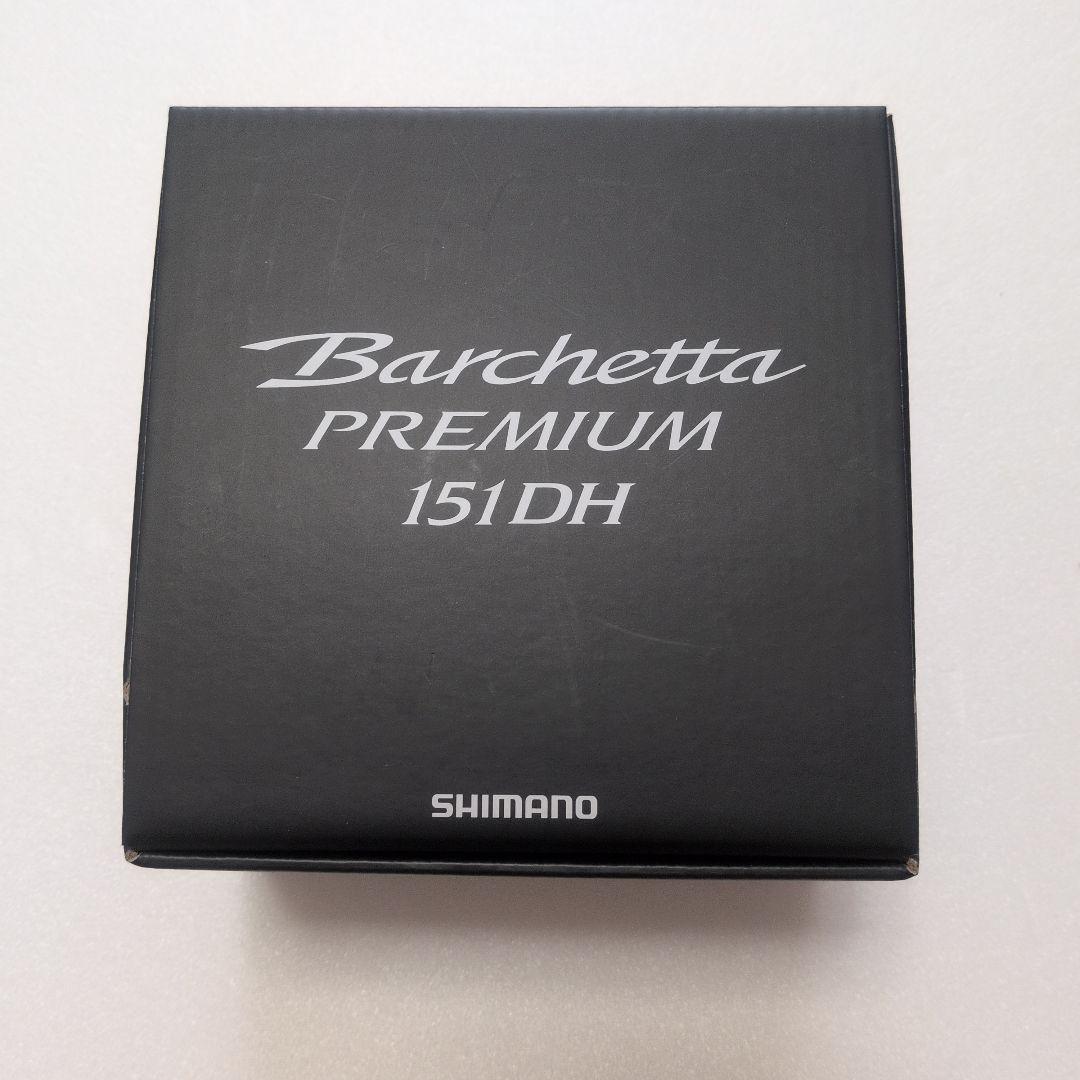 Barchetta
PREMIUM
151DH
SHIMANO